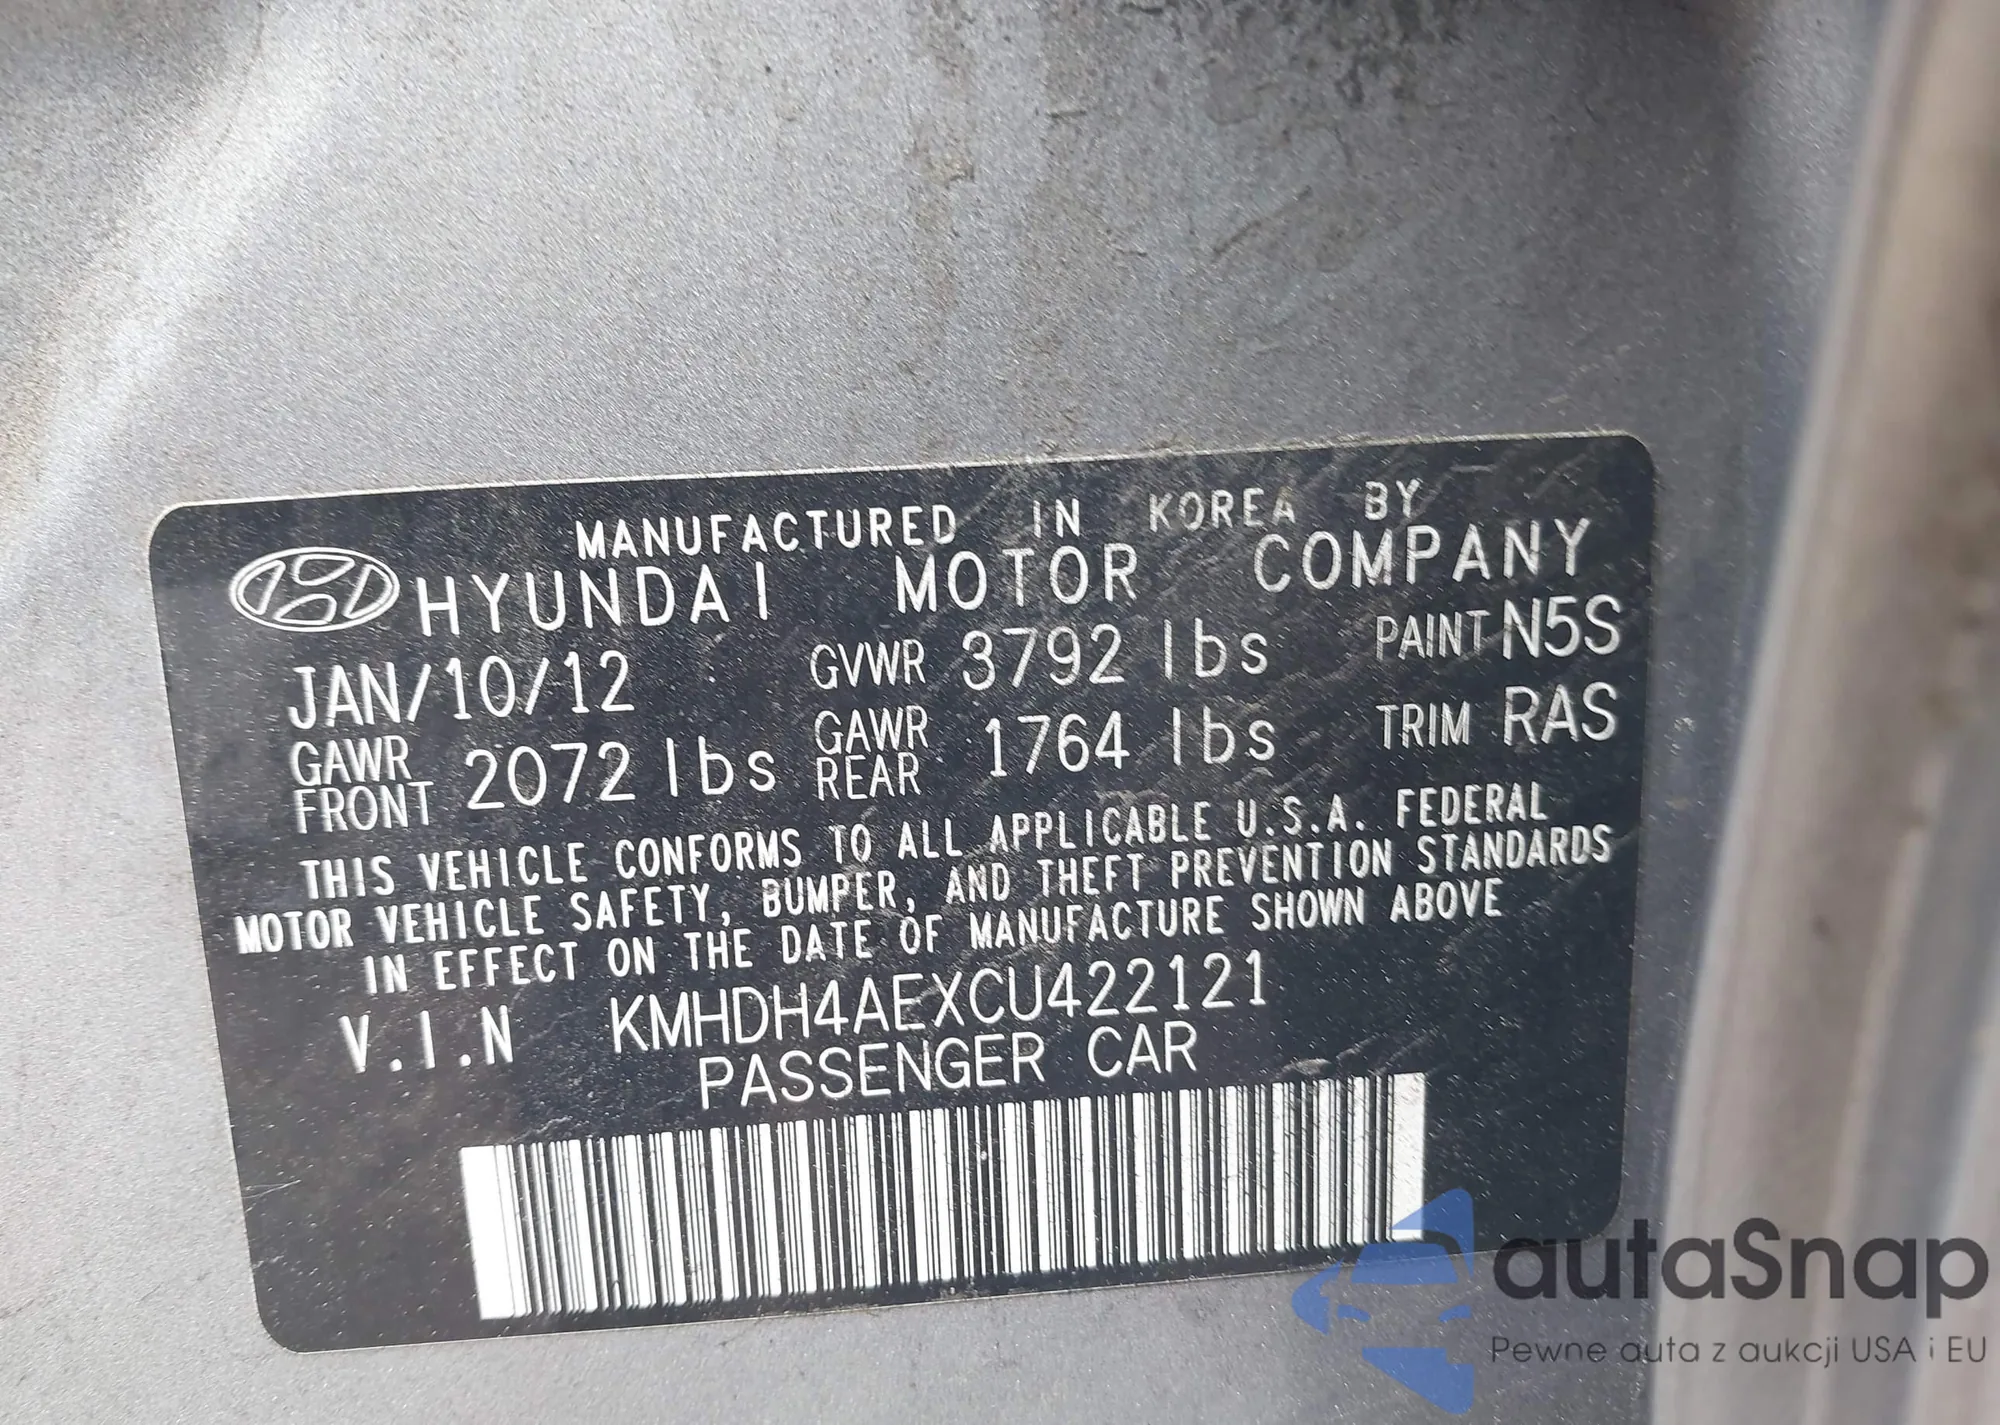 MANUFACTURED IN KOREA BY
HYUNDAI MOTOR COMPANY
JAN/10/12 GVWR 3792 lbs PAINT N5S
GAWR FRONT 2072 lbs GAWR REAR 1764 lbs TRIM RAS
THIS VEHICLE CONFORMS TO ALL APPLICABLE U.S.A. FEDERAL
MOTOR VEHICLE SAFETY, BUMPER, AND THEFT PREVENTION STANDARDS
IN EFFECT ON THE DATE OF MANUFACTURE SHOWN ABOVE
V.I.N KMHDH4AEXCU422121
PASSENGER CAR
autaSnap
Pewne auta z aukcji USA i EU